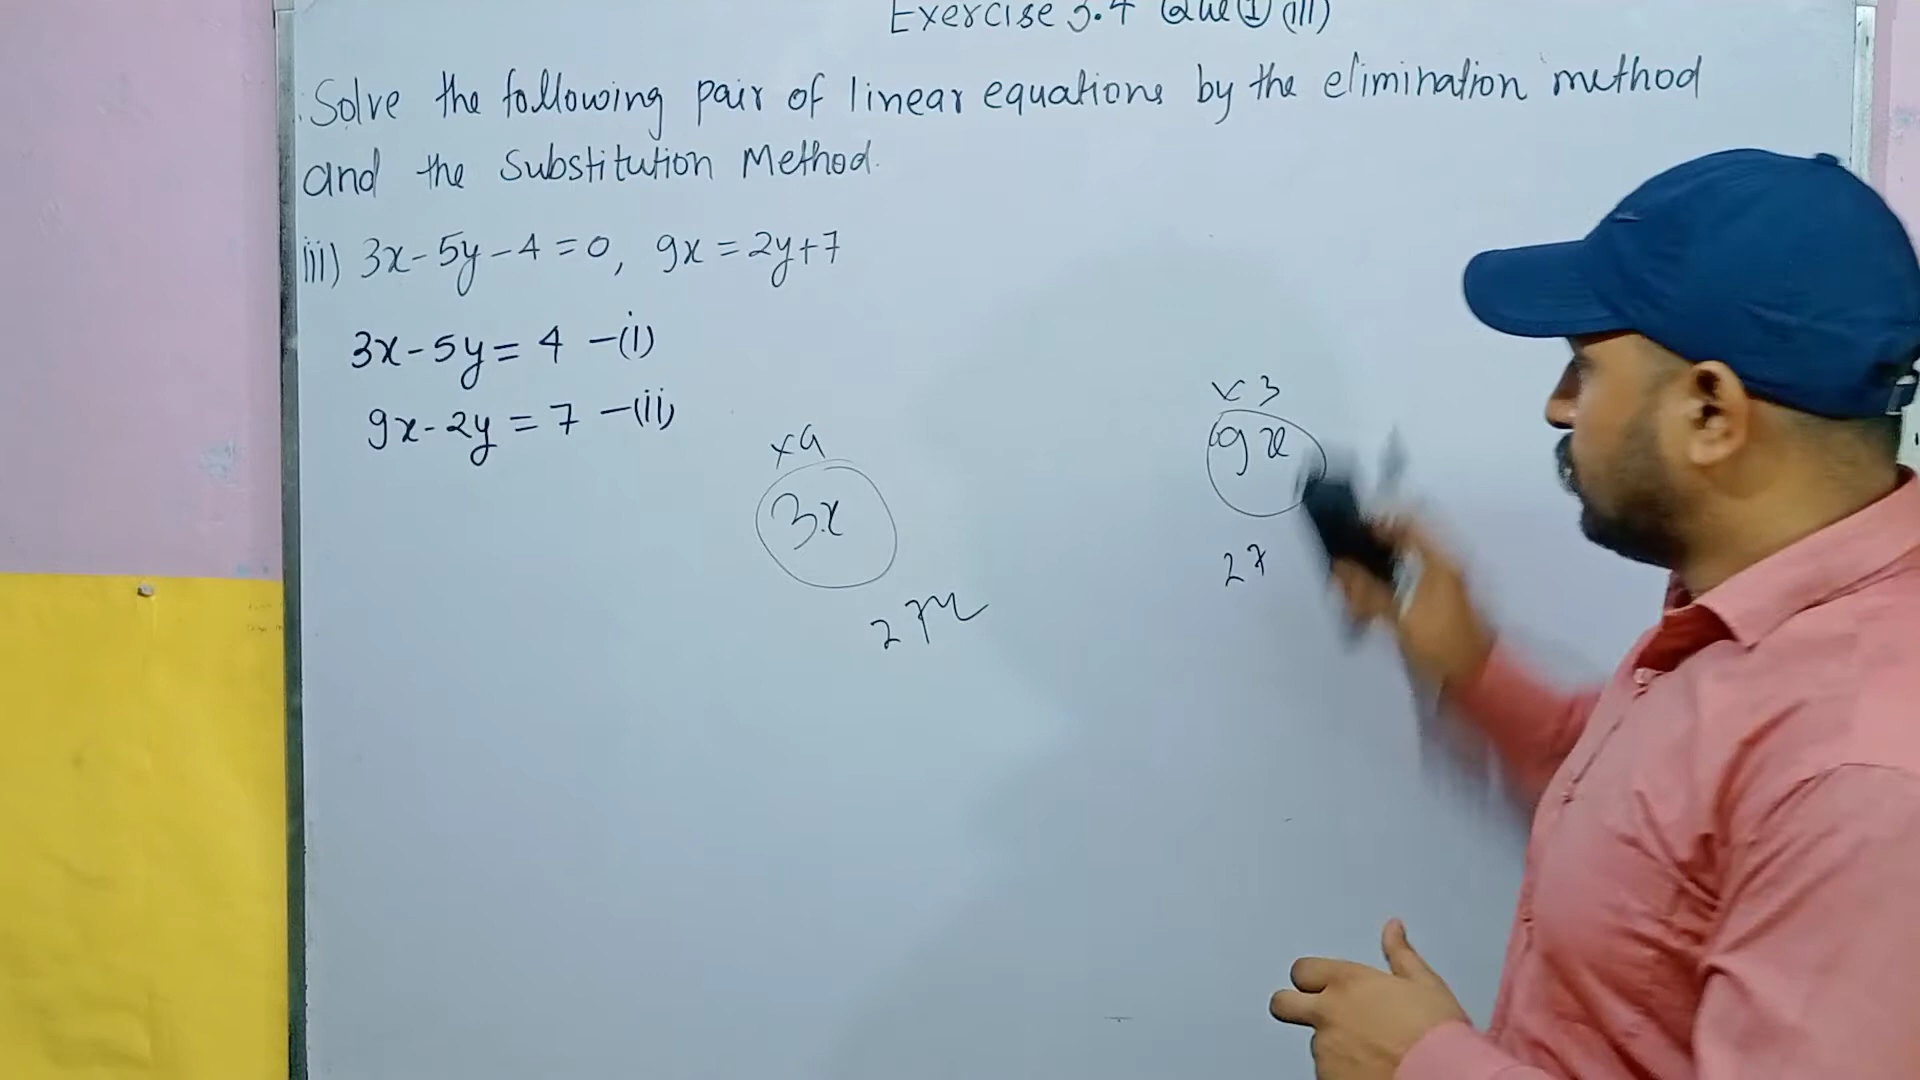 Exercise 3.4 Que ① (iii)
Solve the following pair of linear equations by the elimination method
and the Substitution Method.
iii) 3x-5y-4=0, 9x=2y+7
3x-5y=4 -(i)
9x-2y=7 -(ii)
x9
3x
27x
x3
9x
27